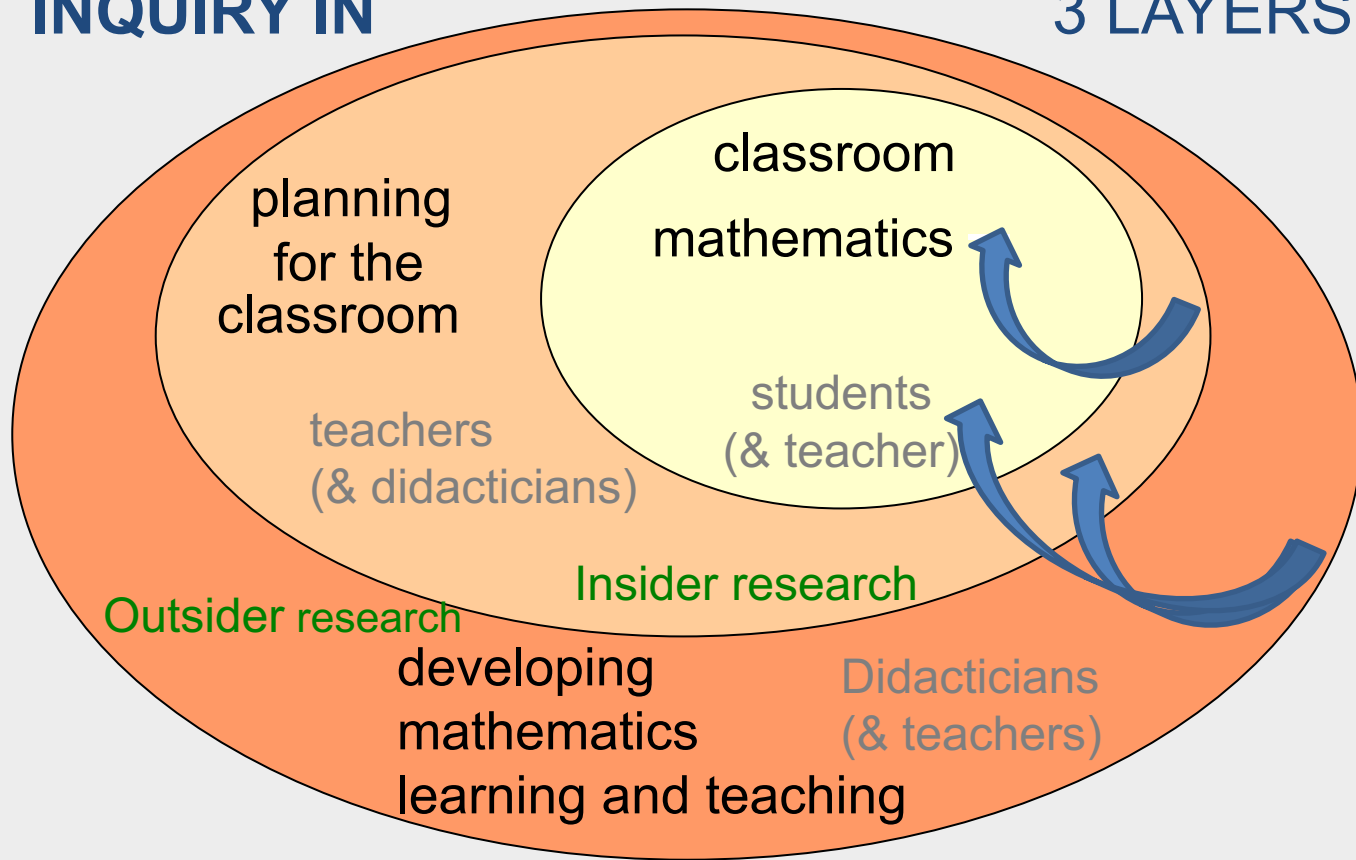 INQUIRY IN
3 LAYERS
classroom
mathematics
planning
for the
classroom
students
(& teacher)
teachers
(& didacticians)
Insider research
Outsider research
developing
mathematics
learning and teaching
Didacticians
(& teachers)